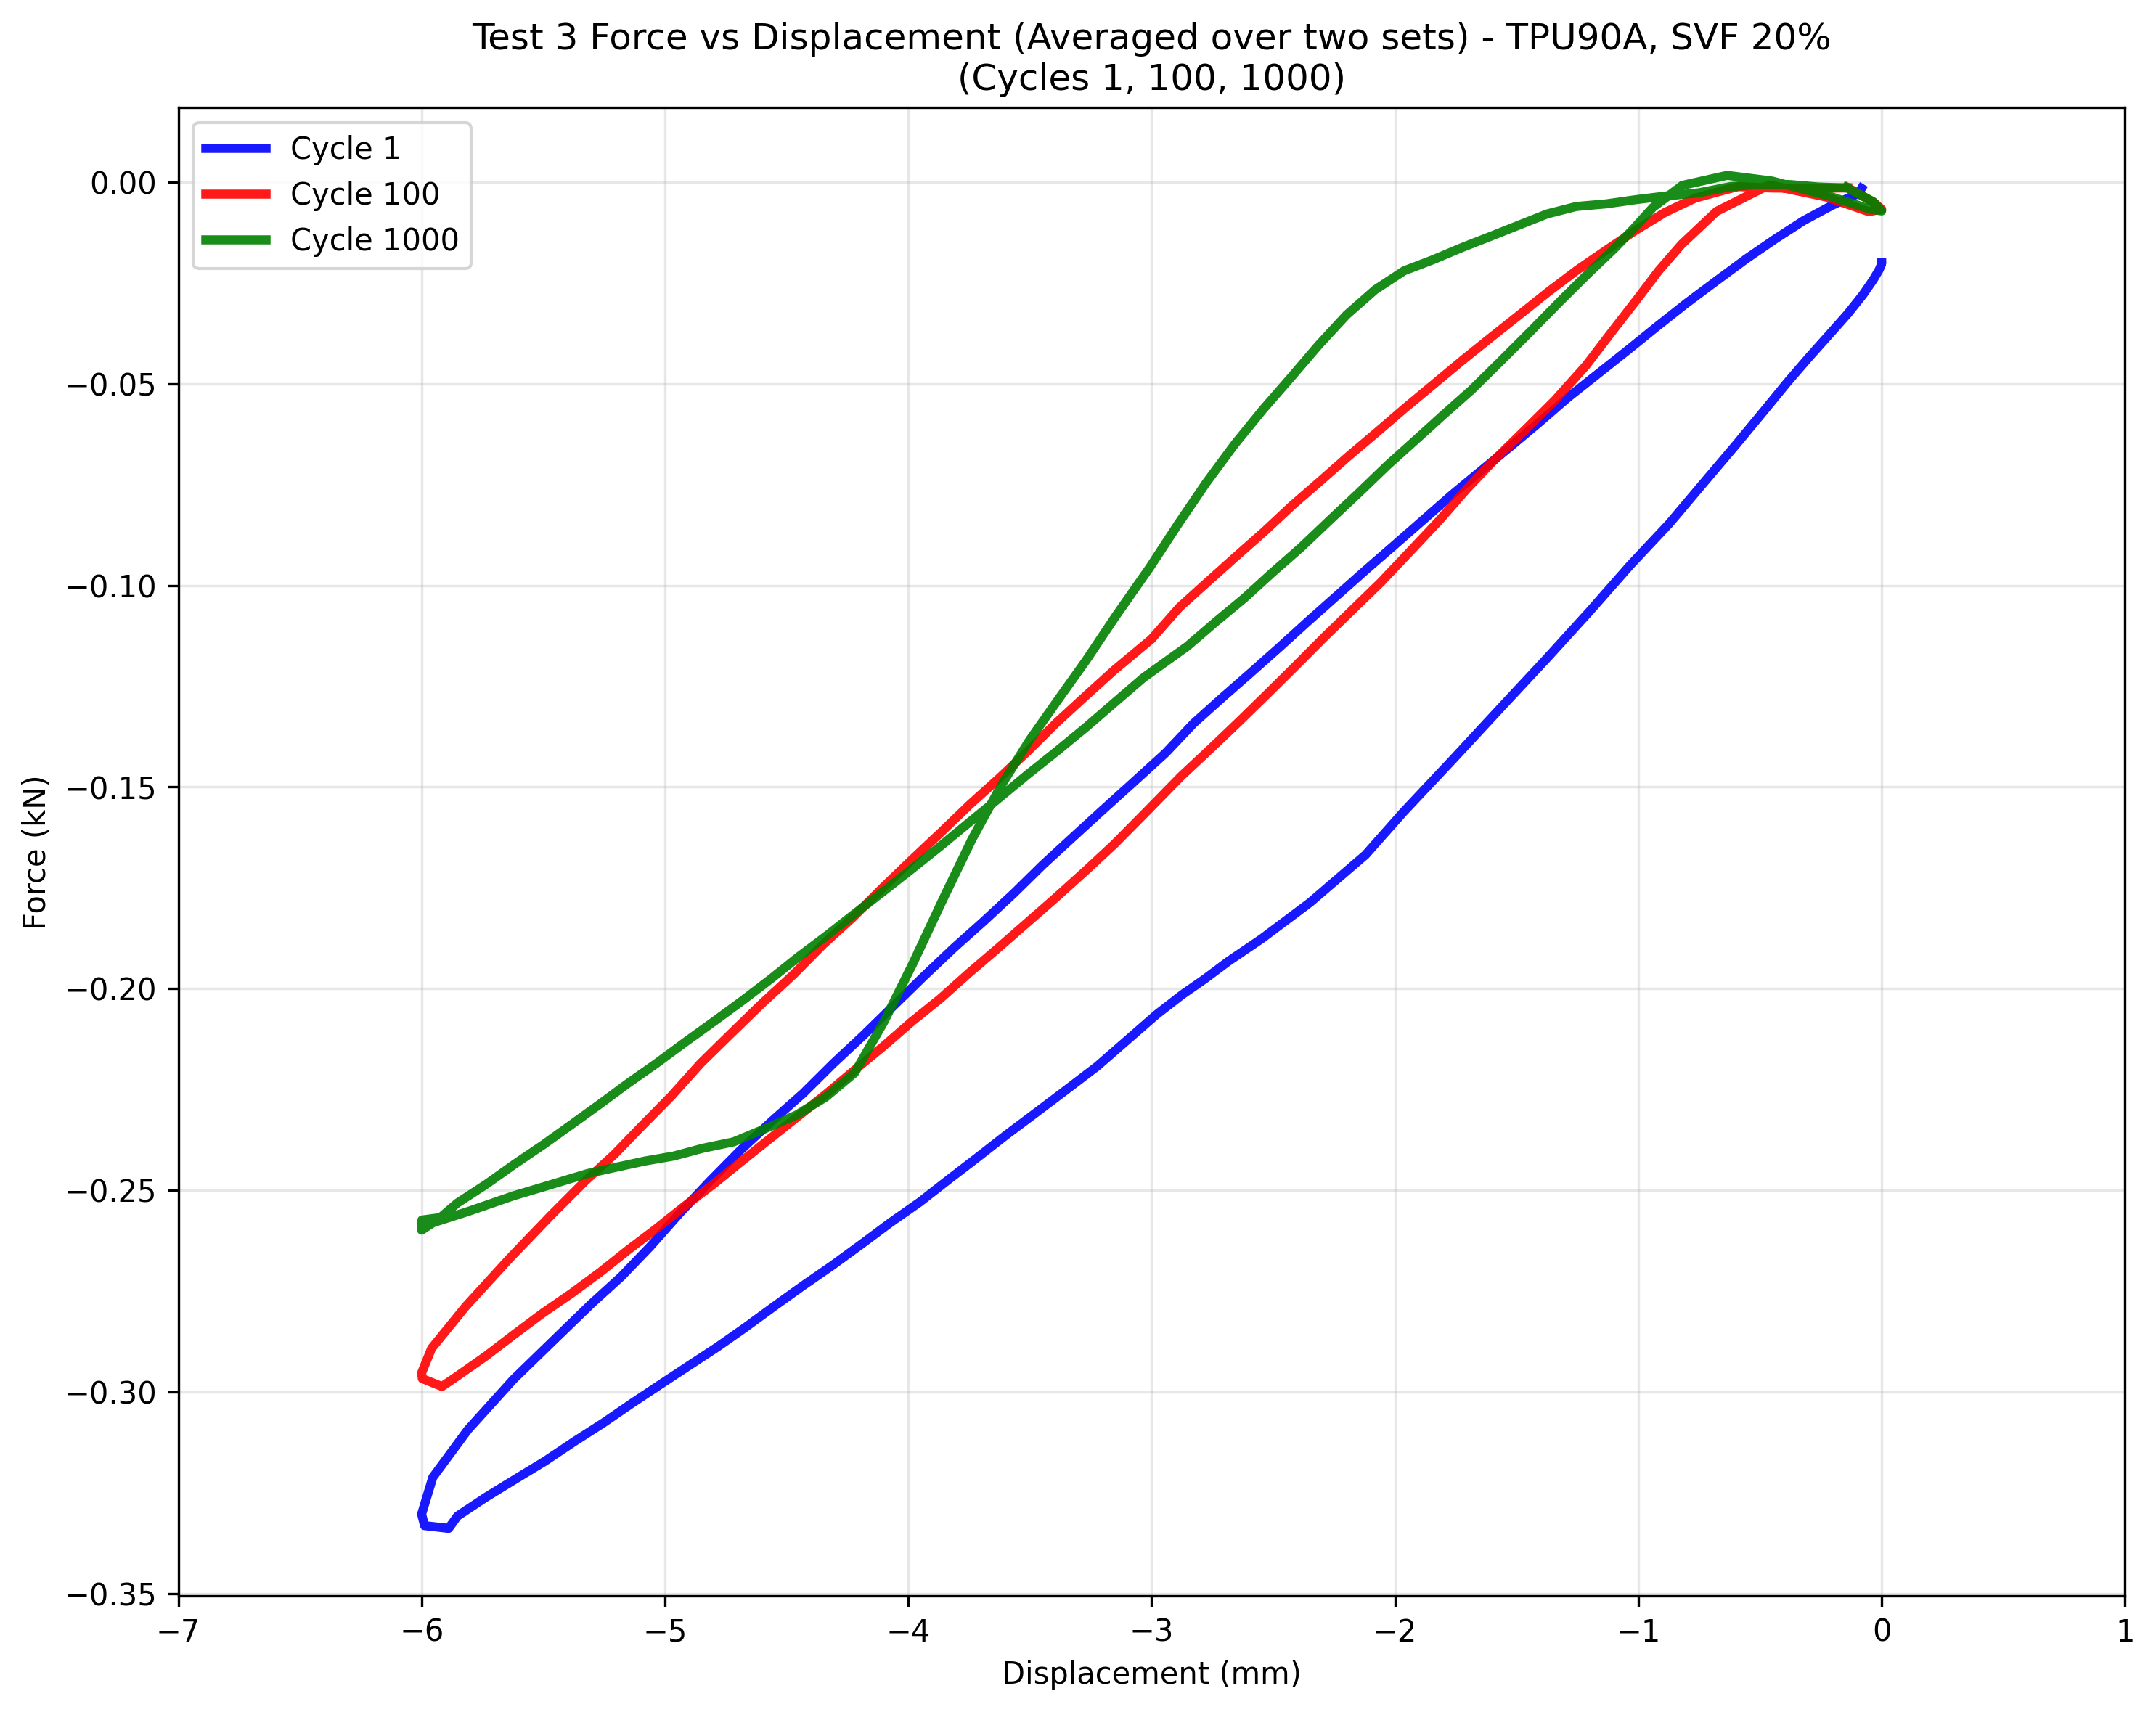 Test 3 Force vs Displacement (Averaged over two sets) - TPU90A, SVF 20%
(Cycles 1, 100, 1000)
Cycle 1
Cycle 100
Cycle 1000
0.00
−0.05
−0.10
−0.15
−0.20
−0.25
−0.30
−0.35
Force (kN)
−7
−6
−5
−4
−3
−2
−1
0
1
Displacement (mm)